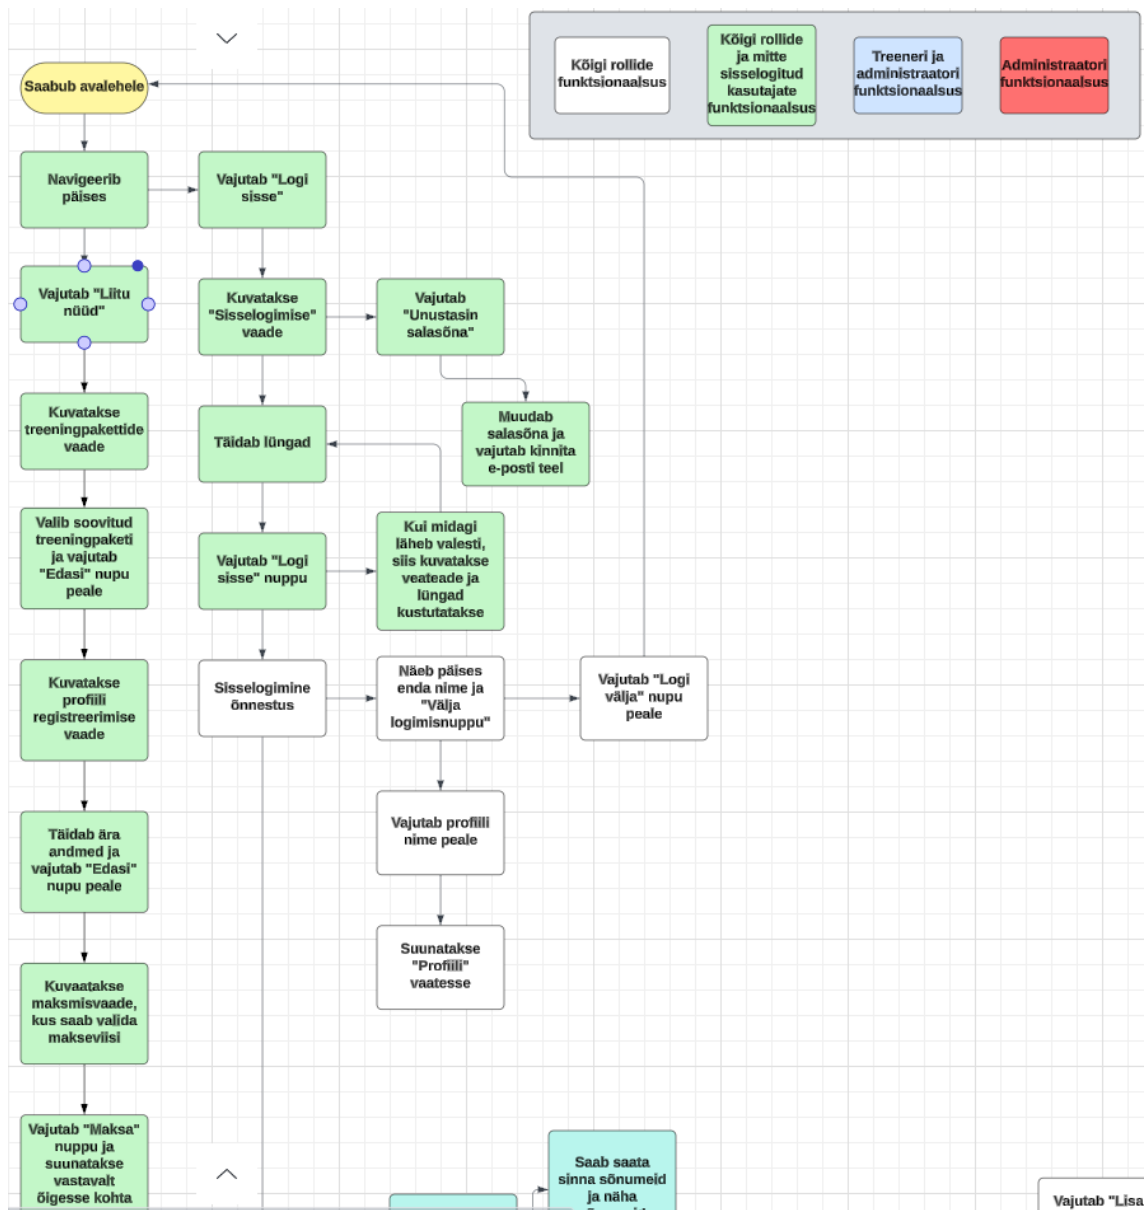 Kõigi rollide
funktsionaalsus
Kõigi rollide
ja mitte
sisselogitud
kasutajate
funktsionaalsus
Treeneri ja
administraatori
funktsionaalsus
Administraatori
funktsionaalsus
Saabub avalehele
Navigeerib
päises
Vajutab "Logi
sisse"
Vajutab "Liitu
nüüd"
Kuvatakse
"Sisselogimise"
vaade
Vajutab
"Unustasin
salasõna"
Kuvatakse
treeningpakettide
vaade
Täidab lüngad
Muudab
salasõna ja
vajutab kinnita
e-posti teel
Valib soovitud
treeningpaketi
ja vajutab
"Edasi" nupu
peale
Vajutab "Logi
sisse" nuppu
Kui midagi
läheb valesti,
siis kuvatakse
veateade ja
lüngad
kustutatakse
Kuvatakse
profiili
registreerimise
vaade
Sisselogimine
õnnestus
Näeb päises
enda nime ja
"Välja
logimisnuppu"
Vajutab "Logi
välja" nupu
peale
Täidab ära
andmed ja
vajutab "Edasi"
nupu peale
Vajutab profiili
nime peale
Kuvaatakse
maksmisvaade,
kus saab valida
makseviisi
Suunatakse
"Profiili"
vaatesse
Vajutab "Maksa"
nuppu ja
suunatakse
vastavalt
õigesse kohta
Saab saata
sinna sõnumeid
ja näha
Vajutab "Lisa